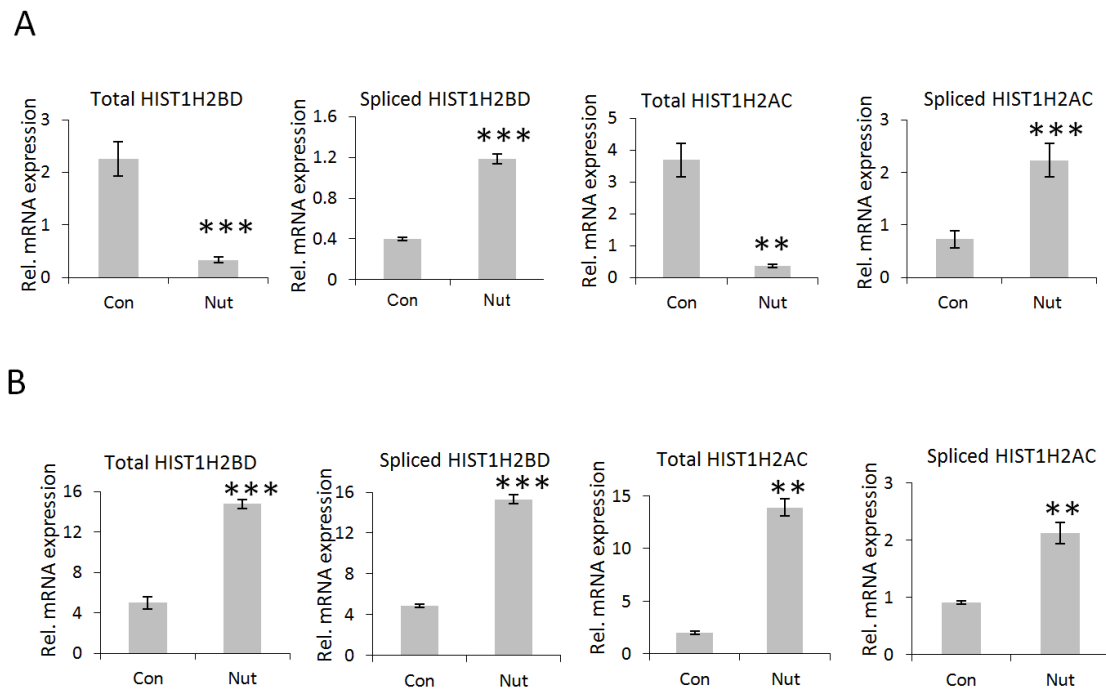 A
Total HIST1H2BD
Spliced HIST1H2BD
Total HIST1H2AC
Spliced HIST1H2AC
Rel. mRNA expression
3
2
1
0
***
Con
Nut
Rel. mRNA expression
1.6
1.2
0.8
0.4
0
***
Con
Nut
Rel. mRNA expression
5
4
3
2
1
0
**
Con
Nut
Rel. mRNA expression
3
2
1
0
***
Con
Nut
B
Total HIST1H2BD
Spliced HIST1H2BD
Total HIST1H2AC
Spliced HIST1H2AC
Rel. mRNA expression
16
12
8
4
0
***
Con
Nut
Rel. mRNA expression
16
12
8
4
0
***
Con
Nut
Rel. mRNA expression
15
10
5
0
**
Con
Nut
Rel. mRNA expression
3
2
1
0
**
Con
Nut